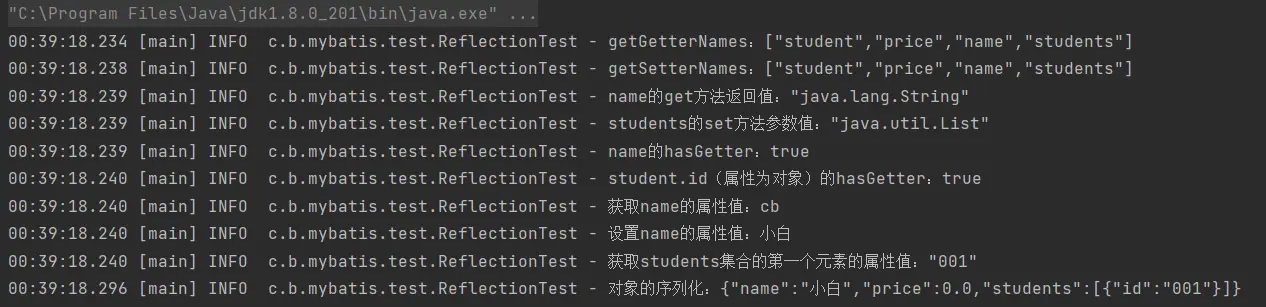 "C:\Program Files\Java\jdk1.8.0_201\bin\java.exe" ...
00:39:18.234 [main] INFO  c.b.mybatis.test.ReflectionTest - getGetterNames：["student","price","name","students"]
00:39:18.238 [main] INFO  c.b.mybatis.test.ReflectionTest - getSetterNames：["student","price","name","students"]
00:39:18.239 [main] INFO  c.b.mybatis.test.ReflectionTest - name的get方法返回值："java.lang.String"
00:39:18.239 [main] INFO  c.b.mybatis.test.ReflectionTest - students的set方法参数值："java.util.List"
00:39:18.239 [main] INFO  c.b.mybatis.test.ReflectionTest - name的hasGetter：true
00:39:18.240 [main] INFO  c.b.mybatis.test.ReflectionTest - student.id（属性为对象）的hasGetter：true
00:39:18.240 [main] INFO  c.b.mybatis.test.ReflectionTest - 获取name的属性值：cb
00:39:18.240 [main] INFO  c.b.mybatis.test.ReflectionTest - 设置name的属性值：小白
00:39:18.240 [main] INFO  c.b.mybatis.test.ReflectionTest - 获取students集合的第一个元素的属性值："001"
00:39:18.296 [main] INFO  c.b.mybatis.test.ReflectionTest - 对象的序列化：{"name":"小白","price":0.0,"students":[{"id":"001"}]}